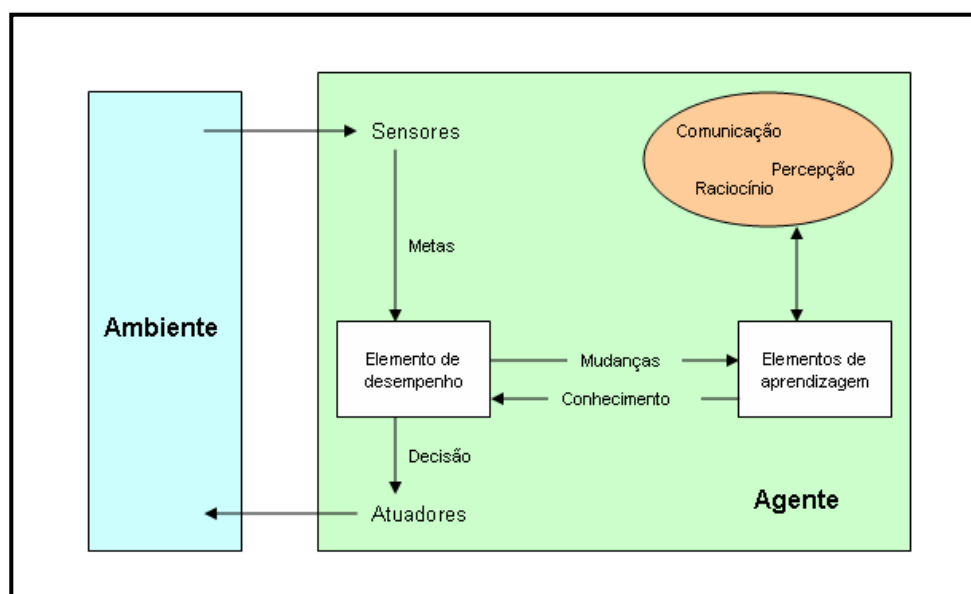 Comunicação
Sensores
Percepção
Raciocínio
Metas
Ambiente
Elemento de
desempenho
Mudanças
Conhecimento
Elementos de
aprendizagem
Decisão
Agente
Atuadores